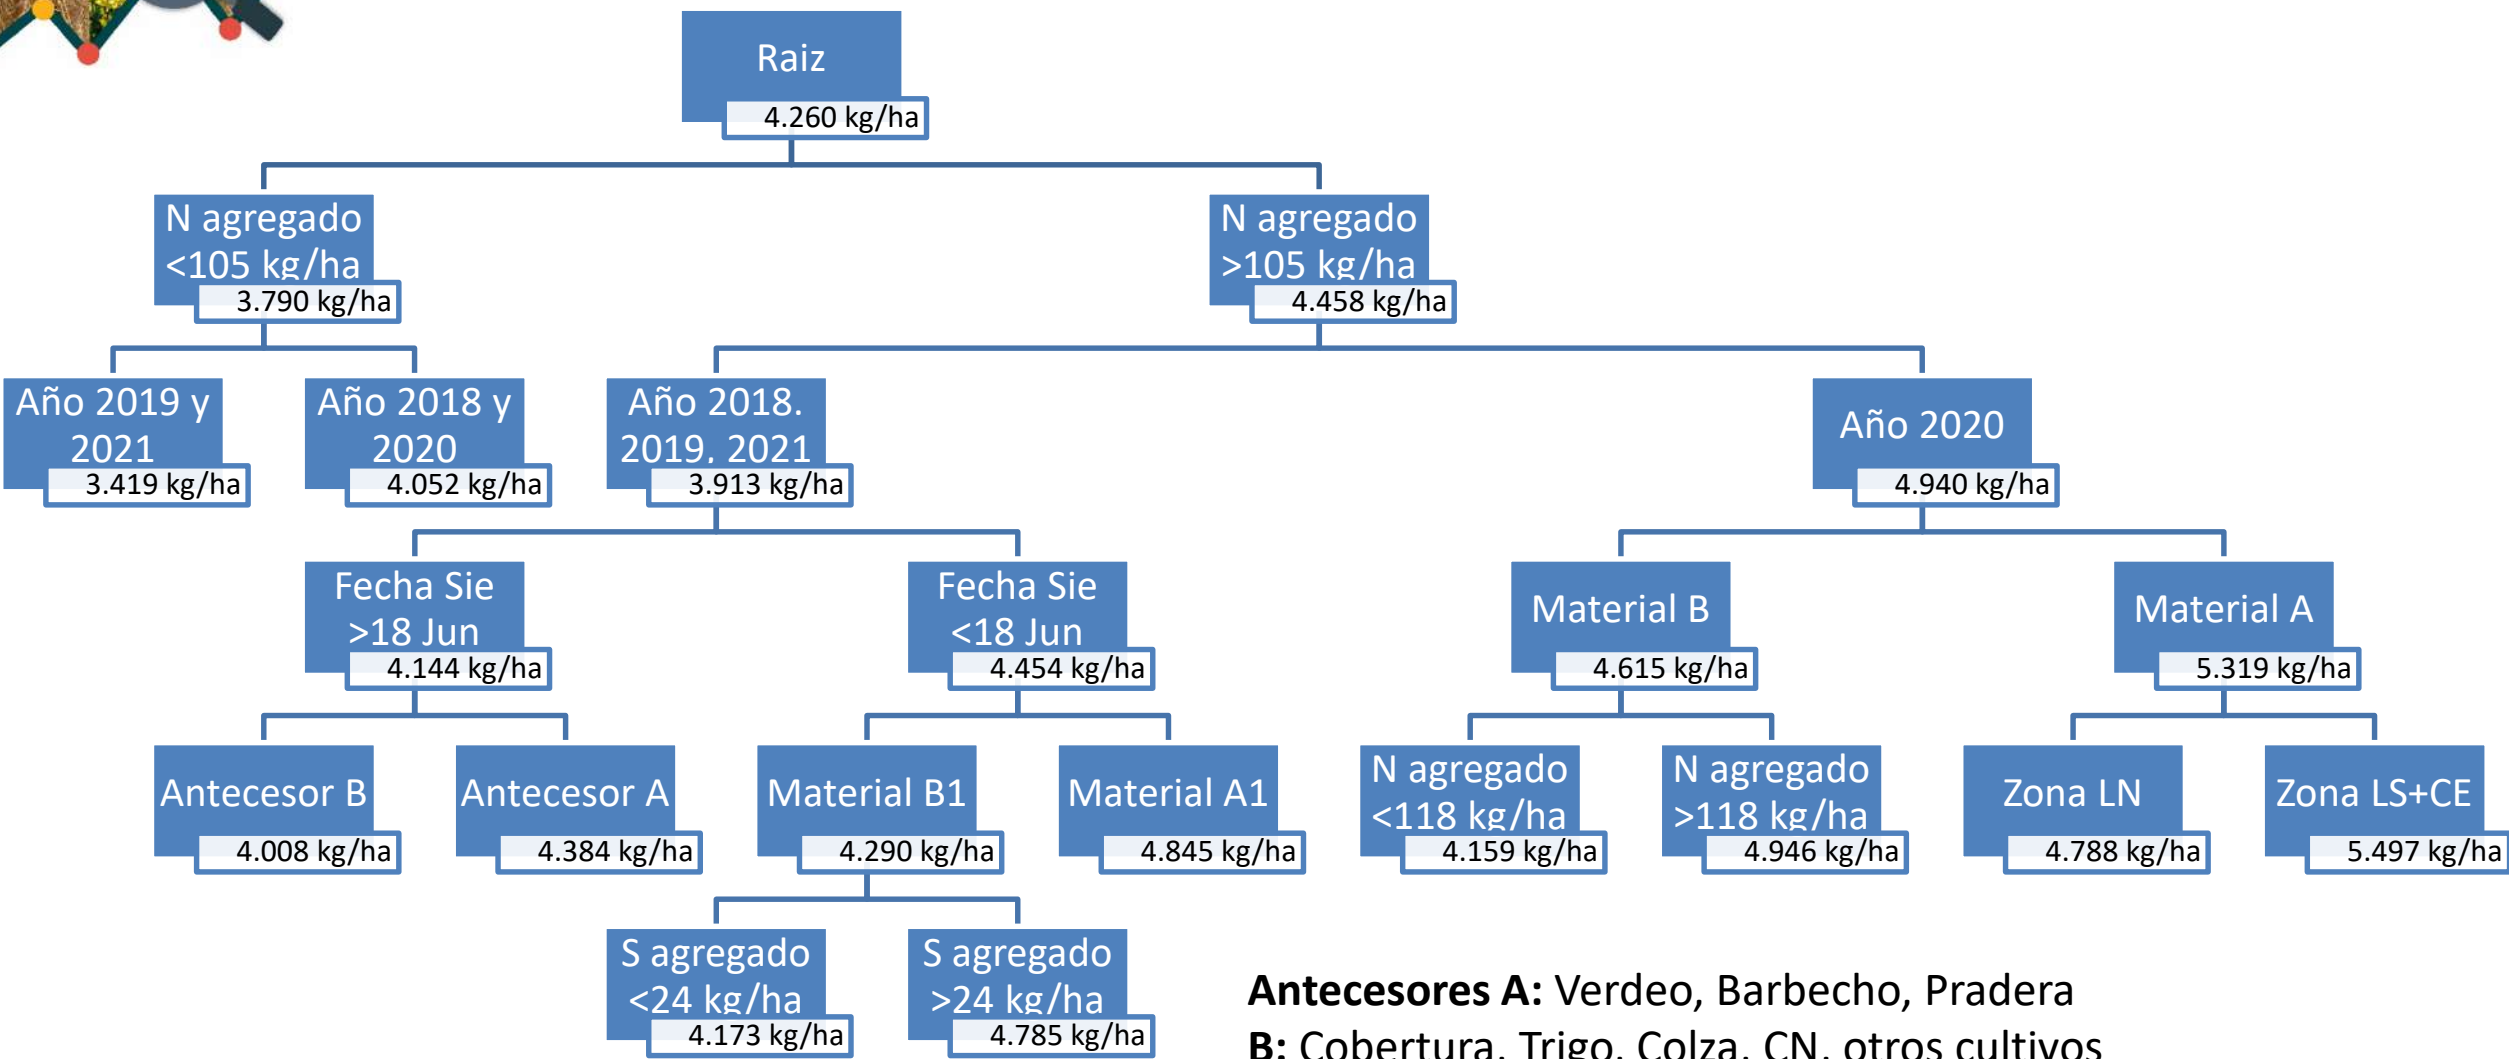 Raiz
4.260 kg/ha
N agregado
<105 kg/ha
3.790 kg/ha
N agregado
>105 kg/ha
4.458 kg/ha
Año 2019 y
2021
3.419 kg/ha
Año 2018 y
2020
4.052 kg/ha
Año 2018.
2019, 2021
3.913 kg/ha
Año 2020
4.940 kg/ha
Fecha Sie
>18 Jun
4.144 kg/ha
Fecha Sie
<18 Jun
4.454 kg/ha
Material B
4.615 kg/ha
Material A
5.319 kg/ha
Antecesor B
4.008 kg/ha
Antecesor A
4.384 kg/ha
Material B1
4.290 kg/ha
Material A1
4.845 kg/ha
N agregado
<118 kg/ha
4.159 kg/ha
N agregado
>118 kg/ha
4.946 kg/ha
Zona LN
4.788 kg/ha
Zona LS+CE
5.497 kg/ha
S agregado
<24 kg/ha
4.173 kg/ha
S agregado
>24 kg/ha
4.785 kg/ha
Antecesores A: Verdeo, Barbecho, Pradera
B: Cobertura, Trigo, Colza, CN, otros cultivos